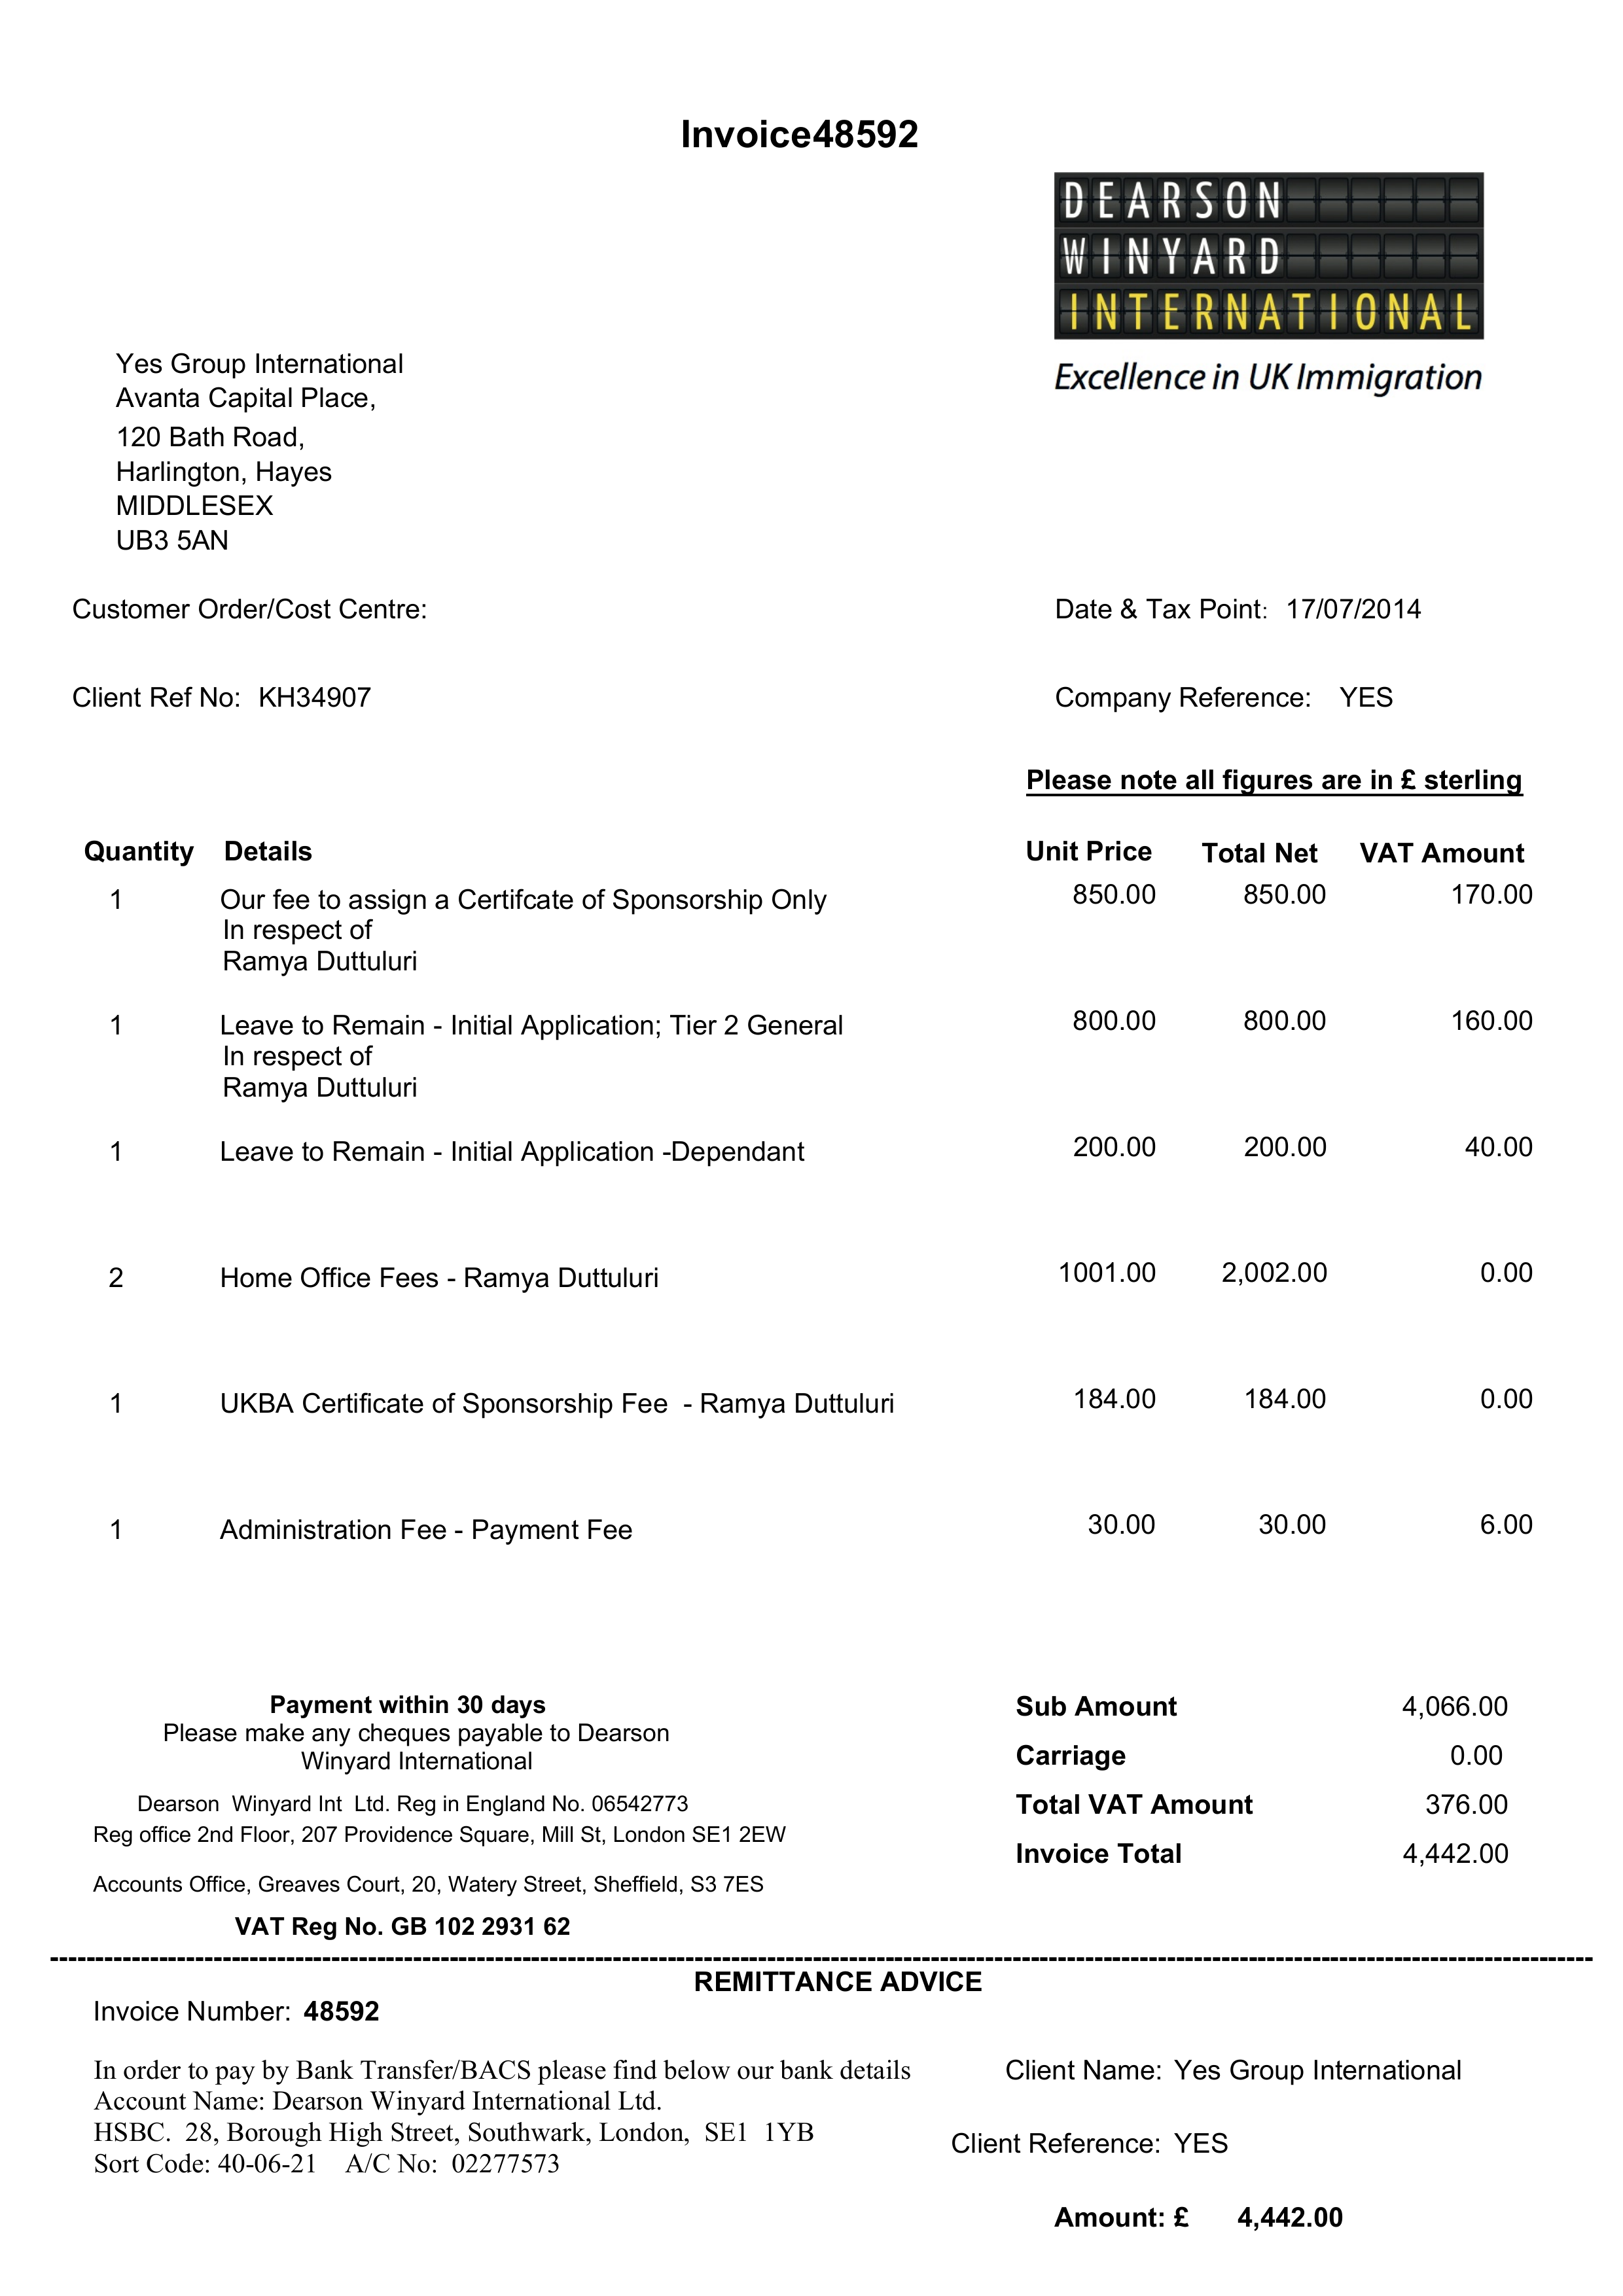 Invoice48592
DEARSON
WINYARD
INTERNATIONAL
Excellence in UK Immigration
Yes Group International
Avanta Capital Place,
120 Bath Road,
Harlington, Hayes
MIDDLESEX
UB3 5AN
Customer Order/Cost Centre:
Date & Tax Point: 17/07/2014
Client Ref No: KH34907
Company Reference: YES
Please note all figures are in £ sterling
Quantity Details Unit Price Total Net VAT Amount
1 Our fee to assign a Certifcate of Sponsorship Only 850.00 850.00 170.00
In respect of
Ramya Duttuluri
1 Leave to Remain - Initial Application; Tier 2 General 800.00 800.00 160.00
In respect of
Ramya Duttuluri
1 Leave to Remain - Initial Application -Dependant 200.00 200.00 40.00
2 Home Office Fees - Ramya Duttuluri 1001.00 2,002.00 0.00
1 UKBA Certificate of Sponsorship Fee - Ramya Duttuluri 184.00 184.00 0.00
1 Administration Fee - Payment Fee 30.00 30.00 6.00
Payment within 30 days
Please make any cheques payable to Dearson
Winyard International
Dearson Winyard Int Ltd. Reg in England No. 06542773
Reg office 2nd Floor, 207 Providence Square, Mill St, London SE1 2EW
Accounts Office, Greaves Court, 20, Watery Street, Sheffield, S3 7ES
VAT Reg No. GB 102 2931 62
Sub Amount 4,066.00
Carriage 0.00
Total VAT Amount 376.00
Invoice Total 4,442.00
REMITTANCE ADVICE
Invoice Number: 48592
In order to pay by Bank Transfer/BACS please find below our bank details
Account Name: Dearson Winyard International Ltd.
HSBC. 28, Borough High Street, Southwark, London, SE1 1YB
Sort Code: 40-06-21 A/C No: 02277573
Client Name: Yes Group International
Client Reference: YES
Amount: £ 4,442.00